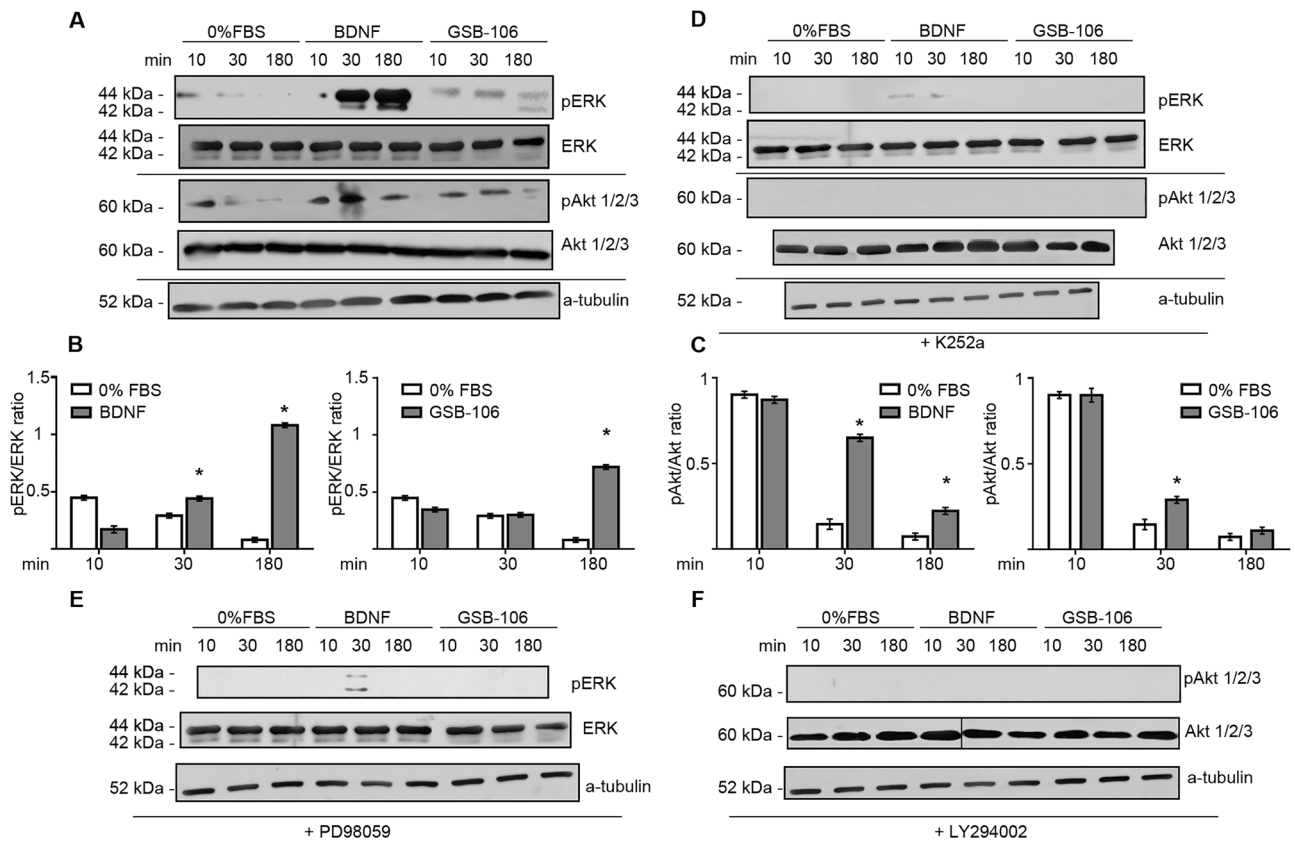 A
0%FBS BDNF GSB-106
min 10 30 180 10 30 180 10 30 180
44 kDa - pERK
42 kDa -
44 kDa - ERK
42 kDa -
60 kDa - pAkt 1/2/3
60 kDa - Akt 1/2/3
52 kDa - a-tubulin
D
0%FBS BDNF GSB-106
min 10 30 180 10 30 180 10 30 180
44 kDa - pERK
42 kDa -
44 kDa - ERK
42 kDa -
60 kDa - pAkt 1/2/3
60 kDa - Akt 1/2/3
52 kDa - a-tubulin
+ K252a
B
pERK/ERK ratio
1.5
1
0.5
0% FBS
BDNF
* *
min 10 30 180
pERK/ERK ratio
1.5
1
0.5
0% FBS
GSB-106
*
min 10 30 180
C
pAkt/Akt ratio
1
0.5
0% FBS
BDNF
* *
min 10 30 180
pAkt/Akt ratio
1
0.5
0% FBS
GSB-106
*
min 10 30 180
E
0%FBS BDNF GSB-106
min 10 30 180 10 30 180 10 30 180
44 kDa - pERK
42 kDa -
44 kDa - ERK
42 kDa -
52 kDa - a-tubulin
+ PD98059
F
0%FBS BDNF GSB-106
min 10 30 180 10 30 180 10 30 180
60 kDa - pAkt 1/2/3
60 kDa - Akt 1/2/3
52 kDa - a-tubulin
+ LY294002